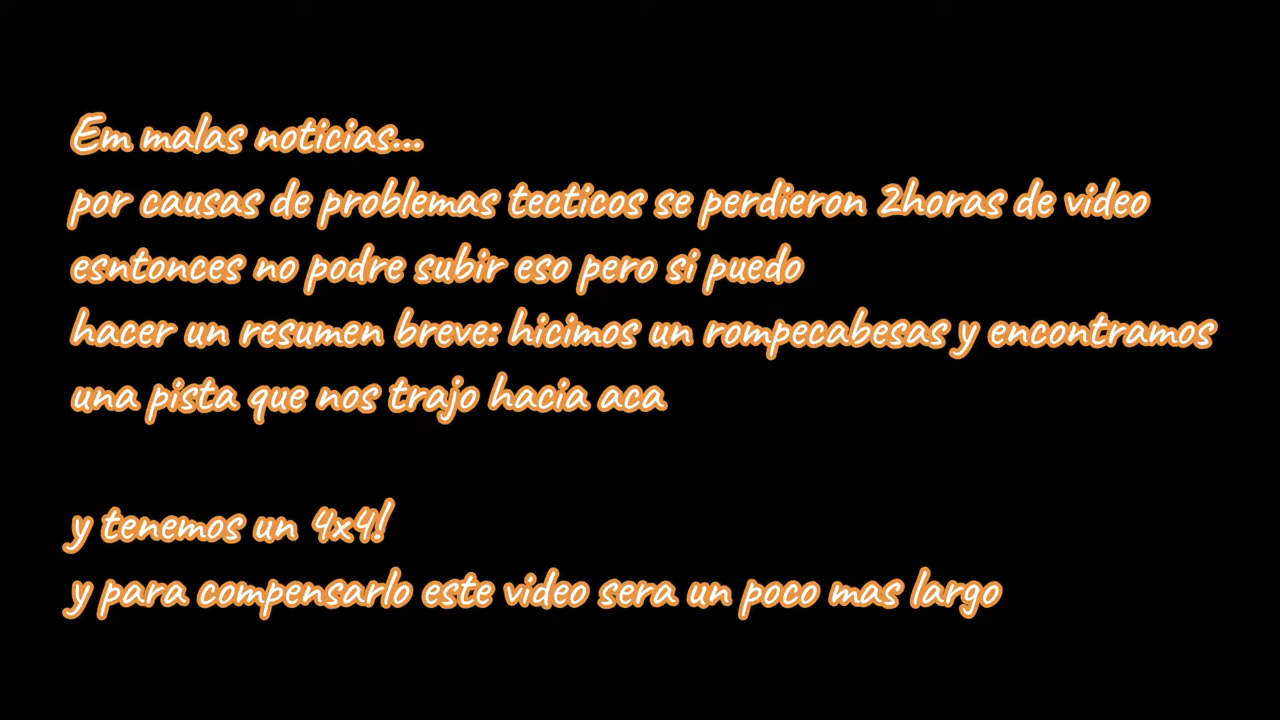 Em malas noticias...
por causas de problemas tecticos se perdieron 2horas de video
esntonces no podre subir eso pero si puedo
hacer un resumen breve: hicimos un rompecabesas y encontramos
una pista que nos trajo hacia aca
y tenemos un 4x4!
y para compensarlo este video sera un poco mas largo